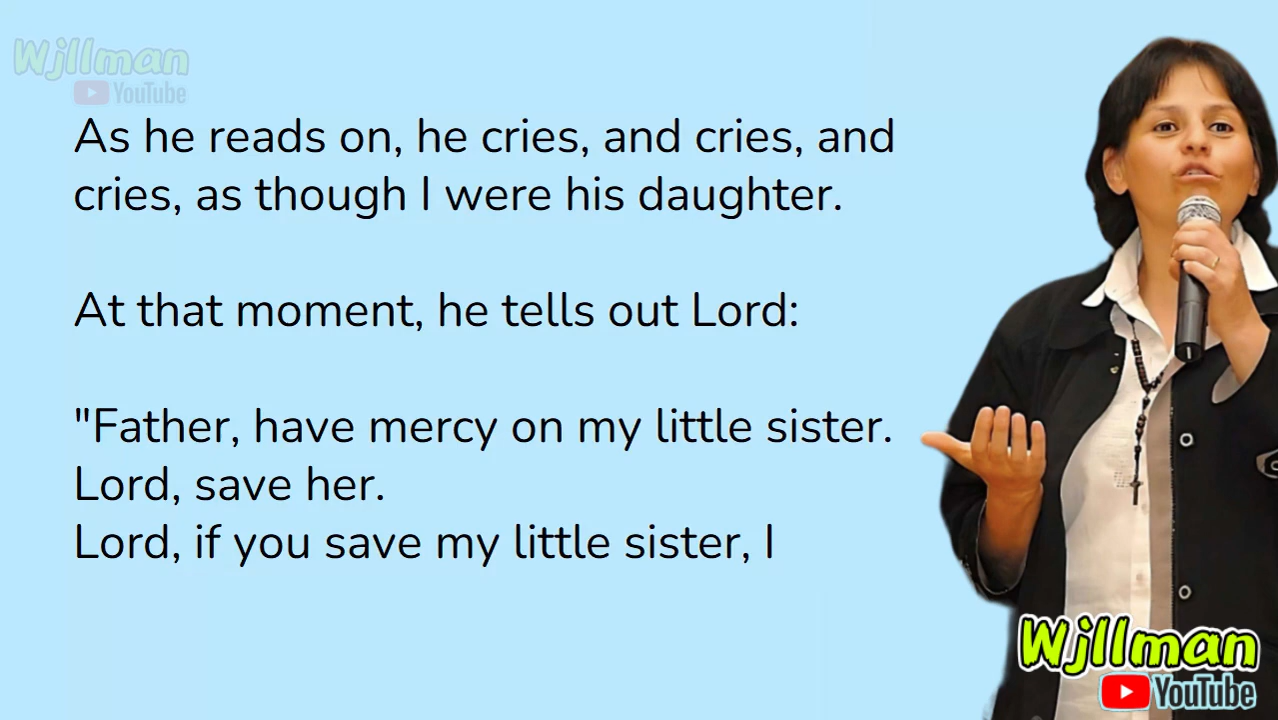 Wjllman
YouTube
As he reads on, he cries, and cries, and
cries, as though I were his daughter.
At that moment, he tells out Lord:
"Father, have mercy on my little sister.
Lord, save her.
Lord, if you save my little sister, I
Wjllman
YouTube